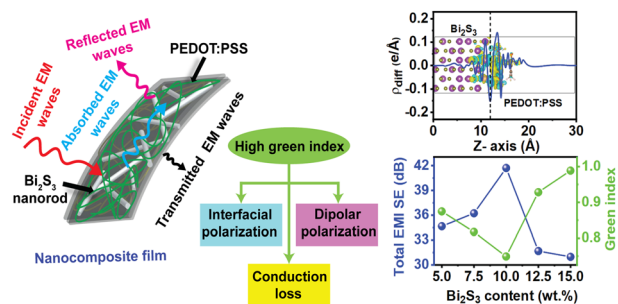 Reflected EM
waves
PEDOT:PSS
Incident EM
waves
Absorbed EM
waves
Transmitted EM waves
Bi₂S₃
nanorod
Nanocomposite film
High green index
Interfacial
polarization
Dipolar
polarization
Conduction
loss
Bi₂S₃
PEDOT:PSS
ρdiff (e/Å)
0.2
0.1
0.0
-0.1
-0.2
0
10
20
30
Z- axis (Å)
Total EMI SE (dB)
42
39
36
33
30
Green index
1.0
0.9
0.8
5.0
7.5
10.0
12.5
15.0
Bi₂S₃ content (wt.%)